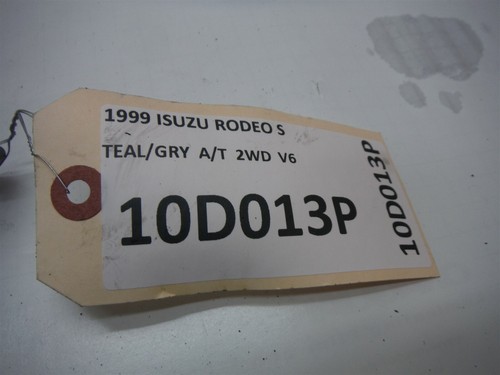 1999 ISUZU RODEO S
TEAL/GRY A/T 2WD V6
10D013P
10D013P